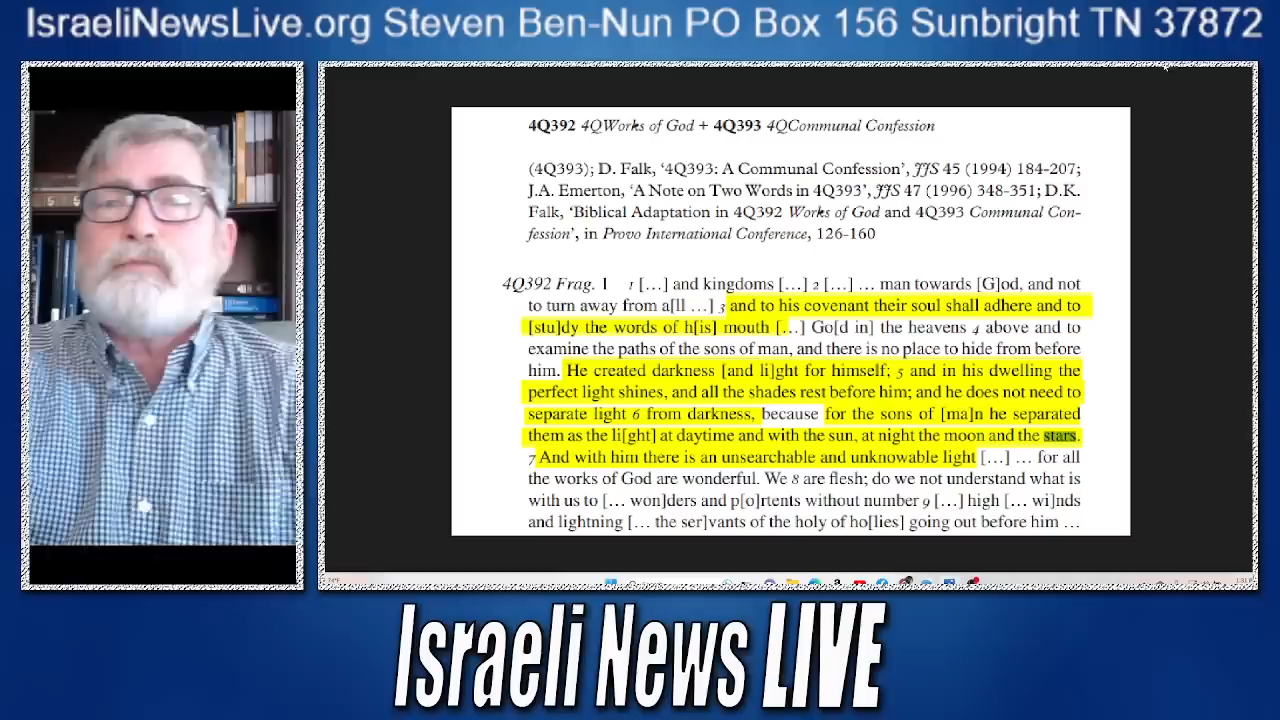 IsraeliNewsLive.org Steven Ben-Nun PO Box 156 Sunbright TN 37872
4Q392 4QWorks of God + 4Q393 4QCommunal Confession
(4Q393); D. Falk, ‘4Q393: A Communal Confession’, JJS 45 (1994) 184-207;
J.A. Emerton, ‘A Note on Two Words in 4Q393’, JJS 47 (1996) 348-351; D.K.
Falk, ‘Biblical Adaptation in 4Q392 Works of God and 4Q393 Communal Con-
fession’, in Provo International Conference, 126-160
4Q392 Frag. 1 1 […] and kingdoms […] 2 […] … man towards [G]od, and not
to turn away from a[ll …] 3 and to his covenant their soul shall adhere and to
[stu]dy the words of h[is] mouth […] Go[d in] the heavens 4 above and to
examine the paths of the sons of man, and there is no place to hide from before
him. He created darkness [and li]ght for himself; 5 and in his dwelling the
perfect light shines, and all the shades rest before him; and he does not need to
separate light 6 from darkness, because for the sons of [ma]n he separated
them as the li[ght] at daytime and with the sun, at night the moon and the stars.
7 And with him there is an unsearchable and unknowable light […] … for all
the works of God are wonderful. We 8 are flesh; do we not understand what is
with us to [… won]ders and p[o]rtents without number 9 […] high [… wi]nds
and lightning [… the ser]vants of the holy of ho[lies] going out before him …
Israeli News LIVE